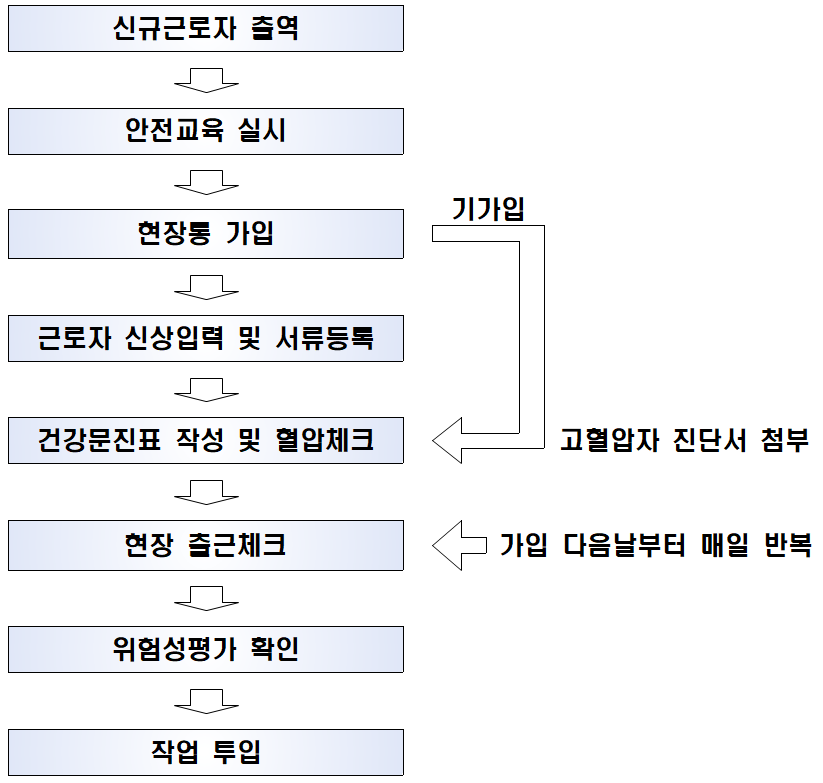 신규근로자 출역
안전교육 실시
현장통 가입
기가입
근로자 신상입력 및 서류등록
건강문진표 작성 및 혈압체크
고혈압자 진단서 첨부
현장 출근체크
가입 다음날부터 매일 반복
위험성평가 확인
작업 투입